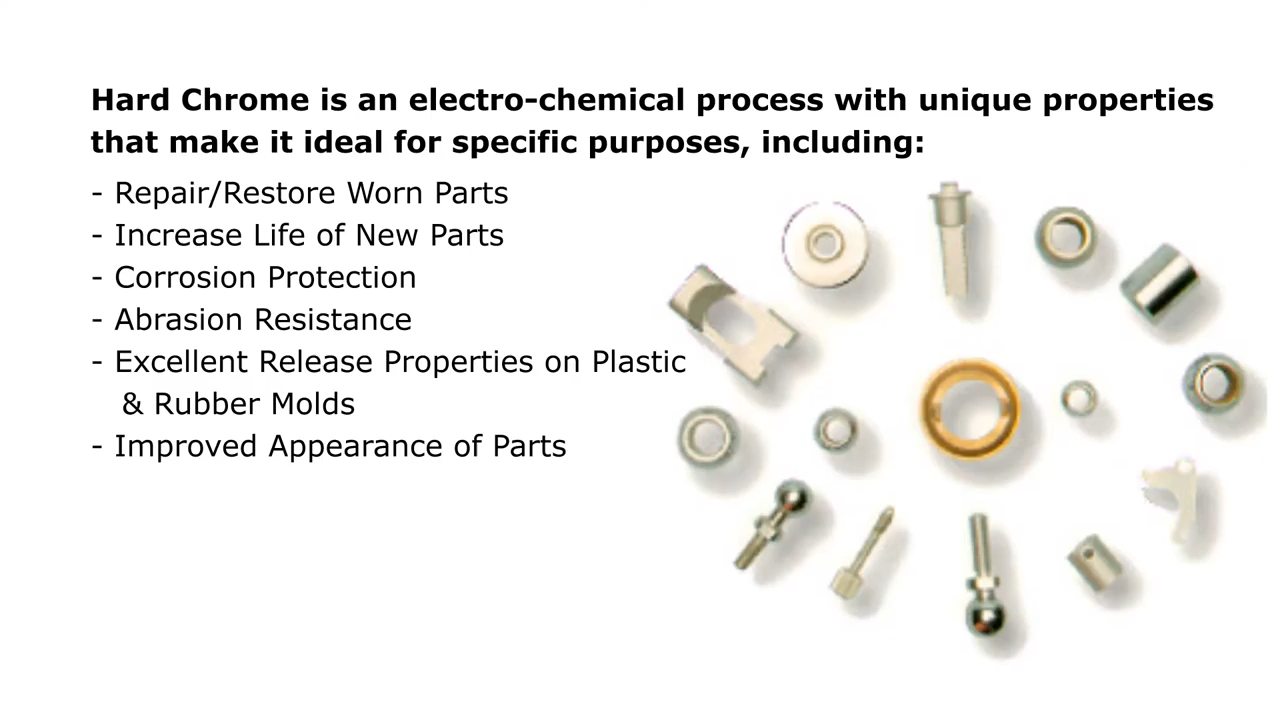 Hard Chrome is an electro-chemical process with unique properties
that make it ideal for specific purposes, including:
- Repair/Restore Worn Parts
- Increase Life of New Parts
- Corrosion Protection
- Abrasion Resistance
- Excellent Release Properties on Plastic
& Rubber Molds
- Improved Appearance of Parts